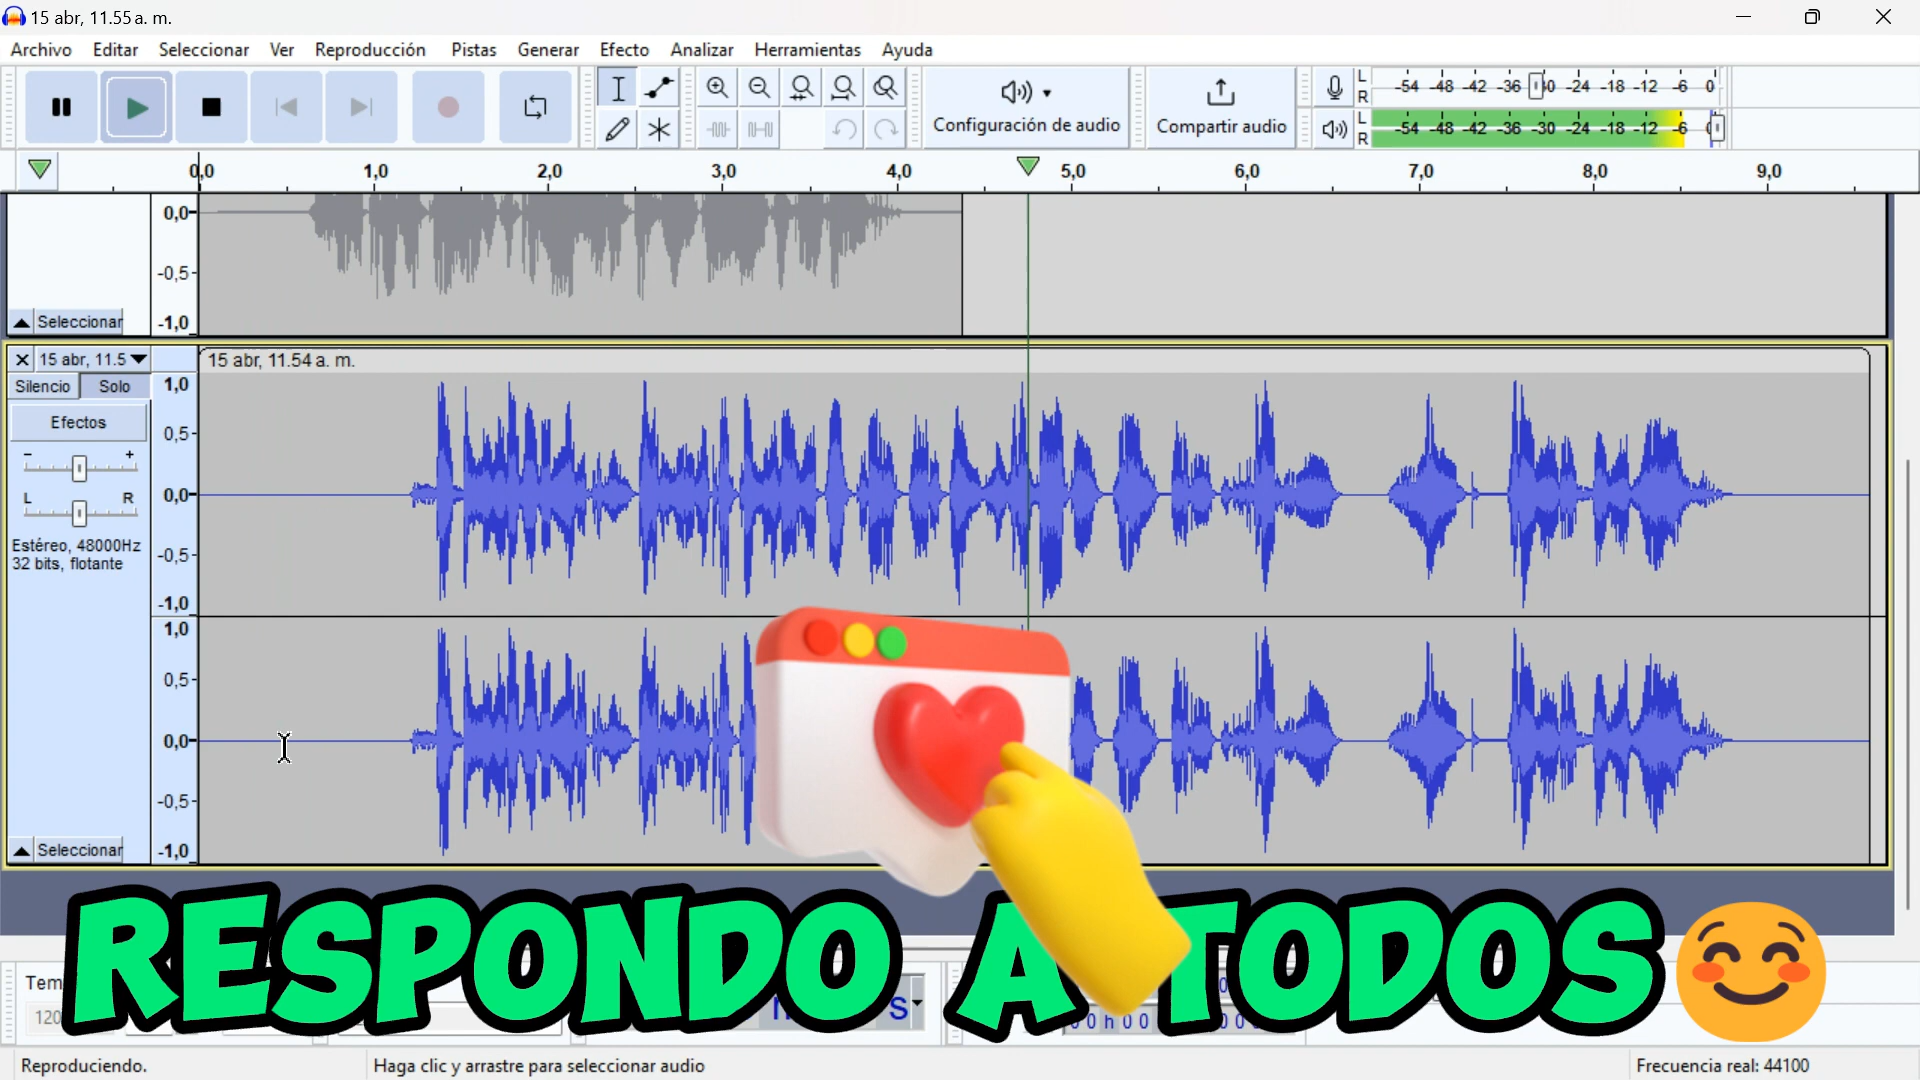 15 abr, 11.55 a. m.
Archivo Editar Seleccionar Ver Reproducción Pistas Generar Efecto Analizar Herramientas Ayuda
Configuración de audio
Compartir audio
L
R
-54 -48 -42 -36 -24 -18 -12 -6 0
L
R
-54 -48 -42 -36 -30 -24 -18 -12 -6
0,0 1,0 2,0 3,0 4,0 5,0 6,0 7,0 8,0 9,0
0,0
-0,5
-1,0
Seleccionar
15 abr, 11.5
15 abr, 11.54 a. m.
Silencio Solo
Efectos
- +
L R
Estéreo, 48000Hz
32 bits, flotante
1,0
0,5
0,0
-0,5
-1,0
1,0
0,5
0,0
-0,5
-1,0
Seleccionar
RESPONDO A TODOS
Reproduciendo.
Haga clic y arrastre para seleccionar audio
Frecuencia real: 44100